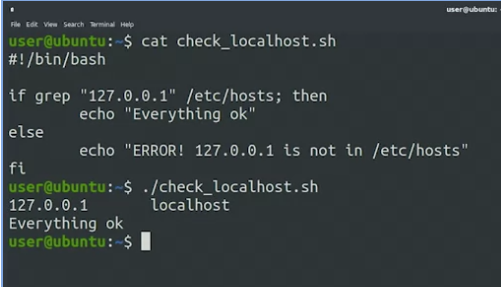 user@ubuntu:
File Edit View Search Terminal Help
user@ubuntu:~$ cat check_localhost.sh
#!/bin/bash

if grep "127.0.0.1" /etc/hosts; then
        echo "Everything ok"
else
        echo "ERROR! 127.0.0.1 is not in /etc/hosts"
fi
user@ubuntu:~$ ./check_localhost.sh
127.0.0.1       localhost
Everything ok
user@ubuntu:~$